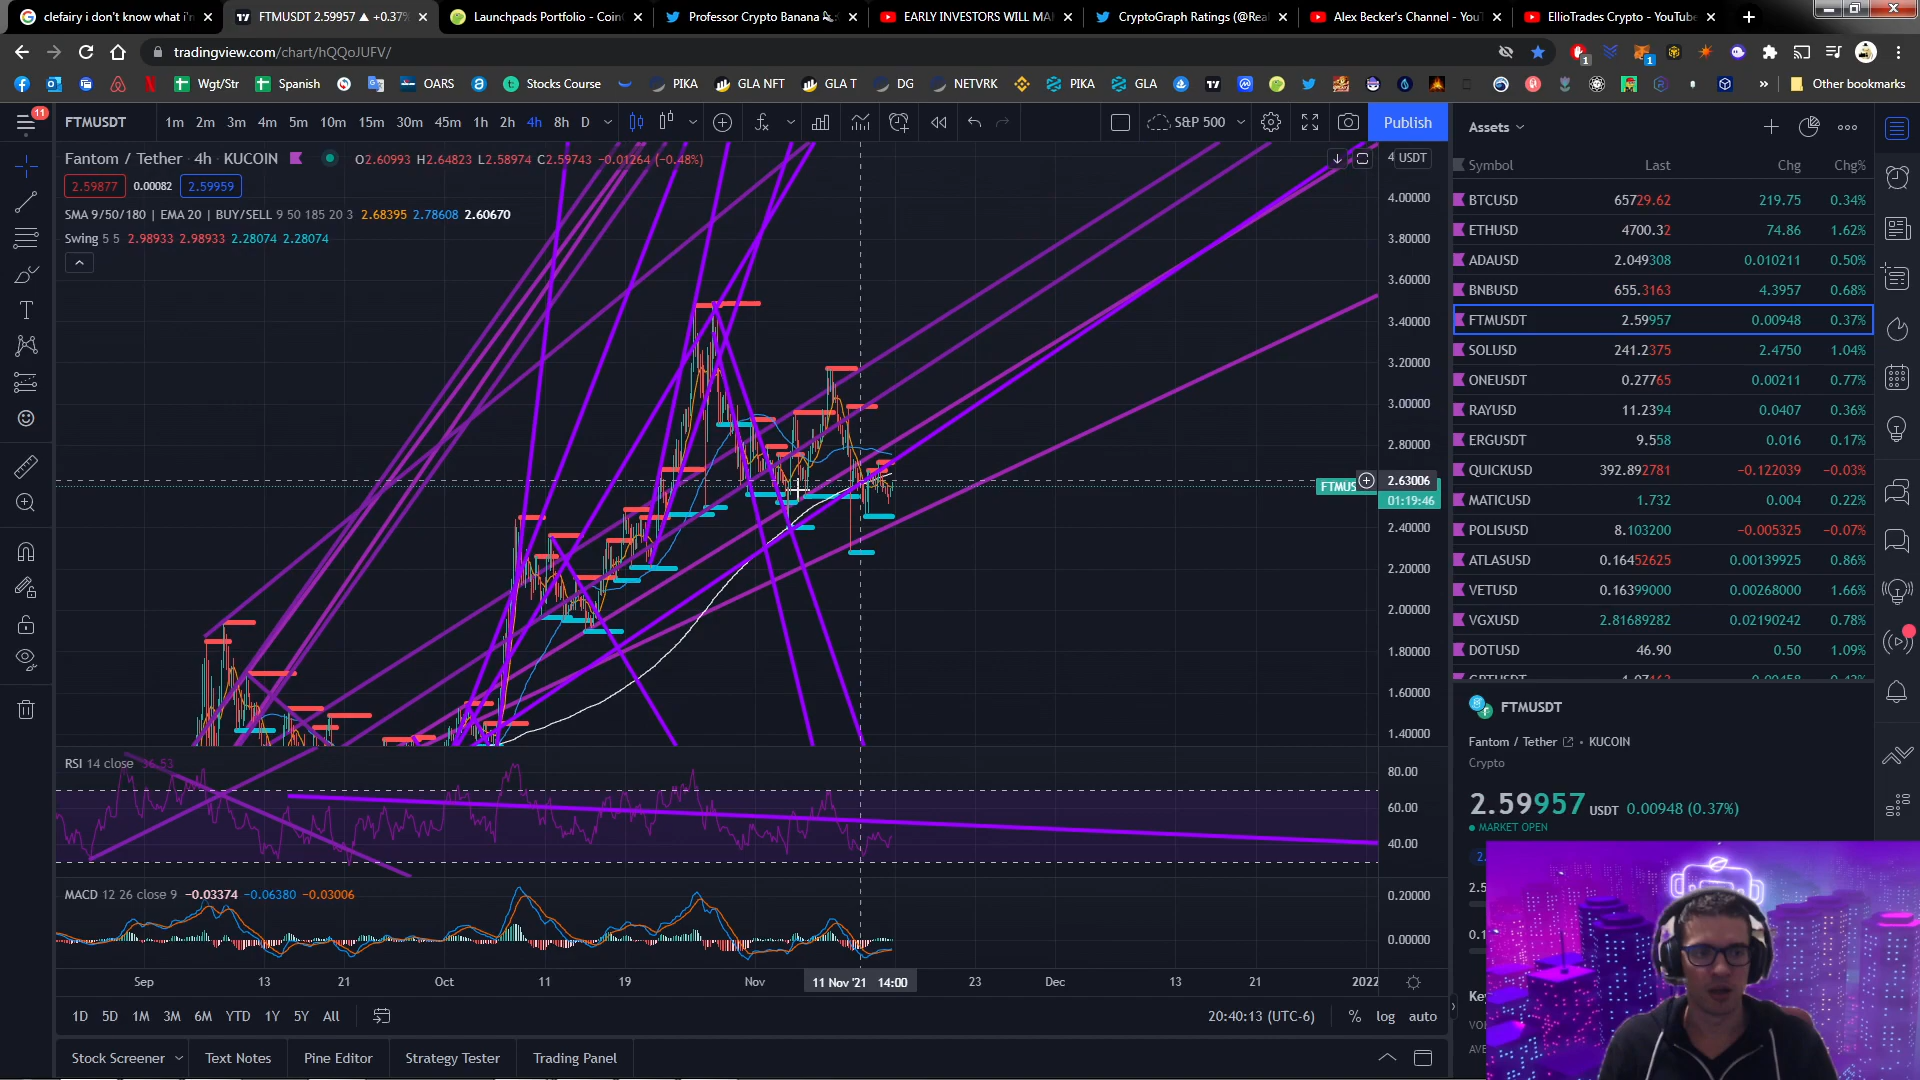 clefairy i don't know what i'm
FTMUSDT 2.59957 ▲ +0.37%
Launchpads Portfolio - Coin
Professor Crypto Banana
EARLY INVESTORS WILL MA
CryptoGraph Ratings (@Real
Alex Becker's Channel - YouT
EllioTrades Crypto - YouTube
tradingview.com/chart/hQQoJUFV/
Wgt/Str Spanish OARS Stocks Course PIKA GLA NFT GLA T DG NETVRK PIKA GLA » Other bookmarks
11
FTMUSDT 1m 2m 3m 4m 5m 10m 15m 30m 45m 1h 2h 4h 8h D S&P 500 Publish
Fantom / Tether · 4h · KUCOIN O2.60993 H2.64823 L2.58974 C2.59743 −0.01264 (−0.48%)
2.59877 0.00082 2.59959
SMA 9/50/180 | EMA 20 | BUY/SELL 9 50 185 20 3 2.68395 2.78608 2.60670
Swing 5 5 2.98933 2.98933 2.28074 2.28074
4 USDT
4.00000
3.80000
3.60000
3.40000
3.20000
3.00000
2.80000
FTMUS 2.63006
01:19:46
2.40000
2.20000
2.00000
1.80000
1.60000
1.40000
RSI 14 close 36.53
80.00
60.00
40.00
MACD 12 26 close 9 −0.03374 −0.06380 −0.03006
0.20000
0.00000
Sep 13 21 Oct 11 19 Nov 11 Nov '21 14:00 23 Dec 13 21 2022
1D 5D 1M 3M 6M YTD 1Y 5Y All 20:40:13 (UTC-6) % log auto
Stock Screener Text Notes Pine Editor Strategy Tester Trading Panel
Assets
Symbol Last Chg Chg%
BTCUSD 65729.62 219.75 0.34%
ETHUSD 4700.32 74.86 1.62%
ADAUSD 2.049308 0.010211 0.50%
BNBUSD 655.3163 4.3957 0.68%
FTMUSDT 2.59957 0.00948 0.37%
SOLUSD 241.2375 2.4750 1.04%
ONEUSDT 0.27765 0.00211 0.77%
RAYUSD 11.2394 0.0407 0.36%
ERGUSDT 9.558 0.016 0.17%
QUICKUSD 392.892781 −0.122039 −0.03%
MATICUSD 1.732 0.004 0.22%
POLISUSD 8.103200 −0.005325 −0.07%
ATLASUSD 0.16452625 0.00139925 0.86%
VETUSD 0.16399000 0.00268000 1.66%
VGXUSD 2.81689282 0.02190242 0.78%
DOTUSD 46.90 0.50 1.09%
FTMUSDT
Fantom / Tether · KUCOIN
Crypto
2.59957 USDT 0.00948 (0.37%)
MARKET OPEN